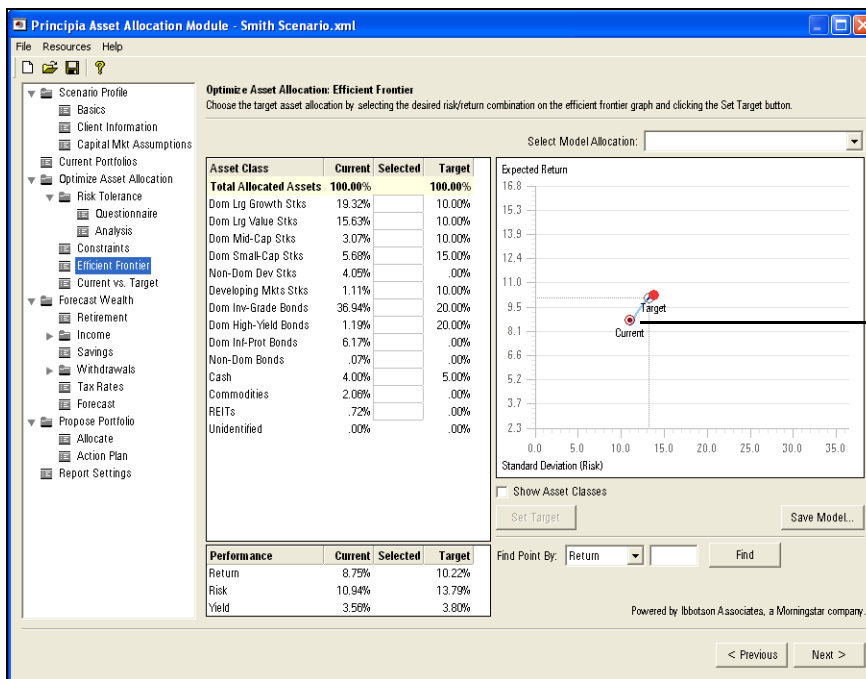 Principia Asset Allocation Module - Smith Scenario.xml
File Resources Help
Scenario Profile
Basics
Client Information
Capital Mkt Assumptions
Current Portfolios
Optimize Asset Allocation
Risk Tolerance
Questionnaire
Analysis
Constraints
Efficient Frontier
Current vs. Target
Forecast Wealth
Retirement
Income
Savings
Withdrawals
Tax Rates
Forecast
Propose Portfolio
Allocate
Action Plan
Report Settings
Optimize Asset Allocation: Efficient Frontier
Choose the target asset allocation by selecting the desired risk/return combination on the efficient frontier graph and clicking the Set Target button.
Select Model Allocation:
Asset Class Current Selected Target
Total Allocated Assets 100.00% 100.00%
Dom Lrg Growth Stks 19.32% 10.00%
Dom Lrg Value Stks 15.63% 10.00%
Dom Mid-Cap Stks 3.07% 10.00%
Dom Small-Cap Stks 5.68% 15.00%
Non-Dom Dev Stks 4.05% .00%
Developing Mkts Stks 1.11% 10.00%
Dom Inv-Grade Bonds 36.94% 20.00%
Dom High-Yield Bonds 1.19% 20.00%
Dom Inf-Prot Bonds 6.17% .00%
Non-Dom Bonds .07% .00%
Cash 4.00% 5.00%
Commodities 2.06% .00%
REITs .72% .00%
Unidentified .00% .00%
Performance Current Selected Target
Return 8.75% 10.22%
Risk 10.94% 13.79%
Yield 3.56% 3.80%
Expected Return
16.8
15.3
13.9
12.4
11.0
9.5
8.1
6.6
5.2
3.7
2.3
Target
Current
0.0 5.0 10.0 15.0 20.0 25.0 30.0 35.0
Standard Deviation (Risk)
Show Asset Classes
Set Target Save Model...
Find Point By: Return Find
Powered by Ibbotson Associates, a Morningstar company.
< Previous Next >